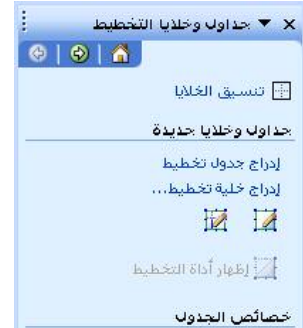 جداول وخلايا التخطيط
تنسيق الخلايا
جداول وخلايا جديدة
إدراج جدول تخطيط
إدراج خلية تخطيط...
إظهار أداة التخطيط
خصائص الجدول